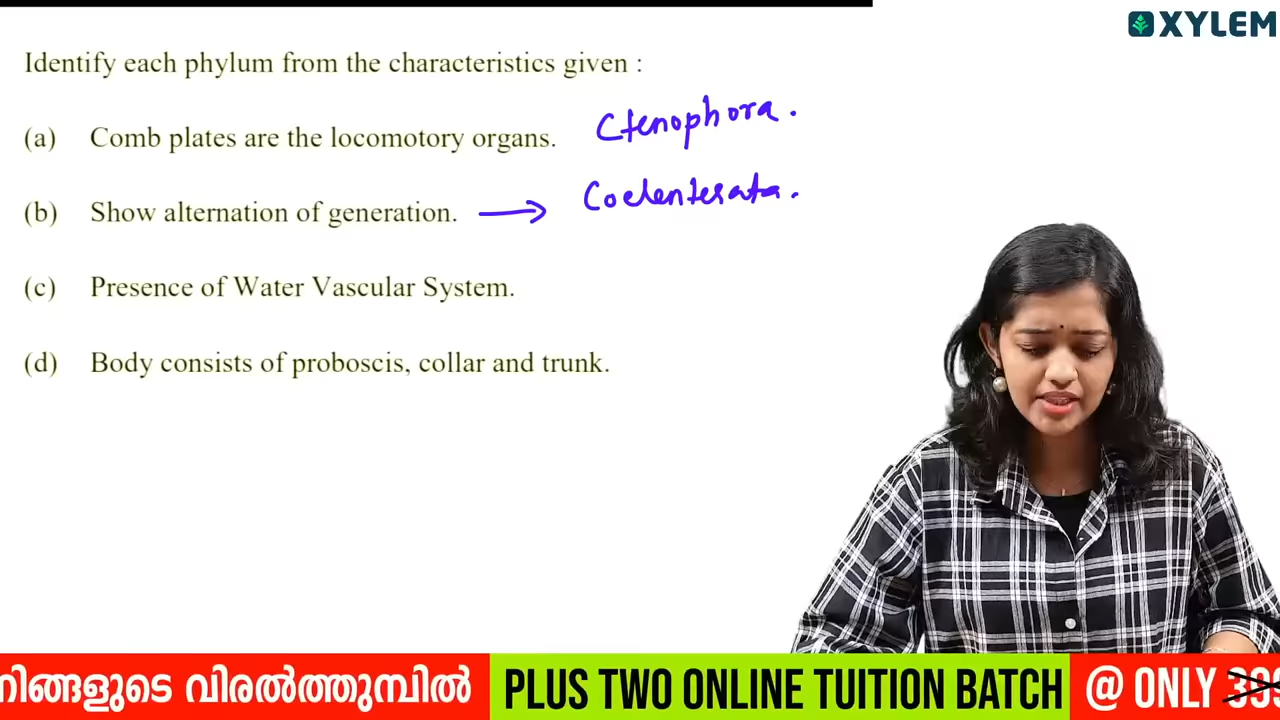 XYLEM
Identify each phylum from the characteristics given :
(a) Comb plates are the locomotory organs. Ctenophora.
(b) Show alternation of generation. → Coelenterata.
(c) Presence of Water Vascular System.
(d) Body consists of proboscis, collar and trunk.
നിങ്ങളുടെ വിരൽത്തുമ്പിൽ PLUS TWO ONLINE TUITION BATCH @ ONLY 399